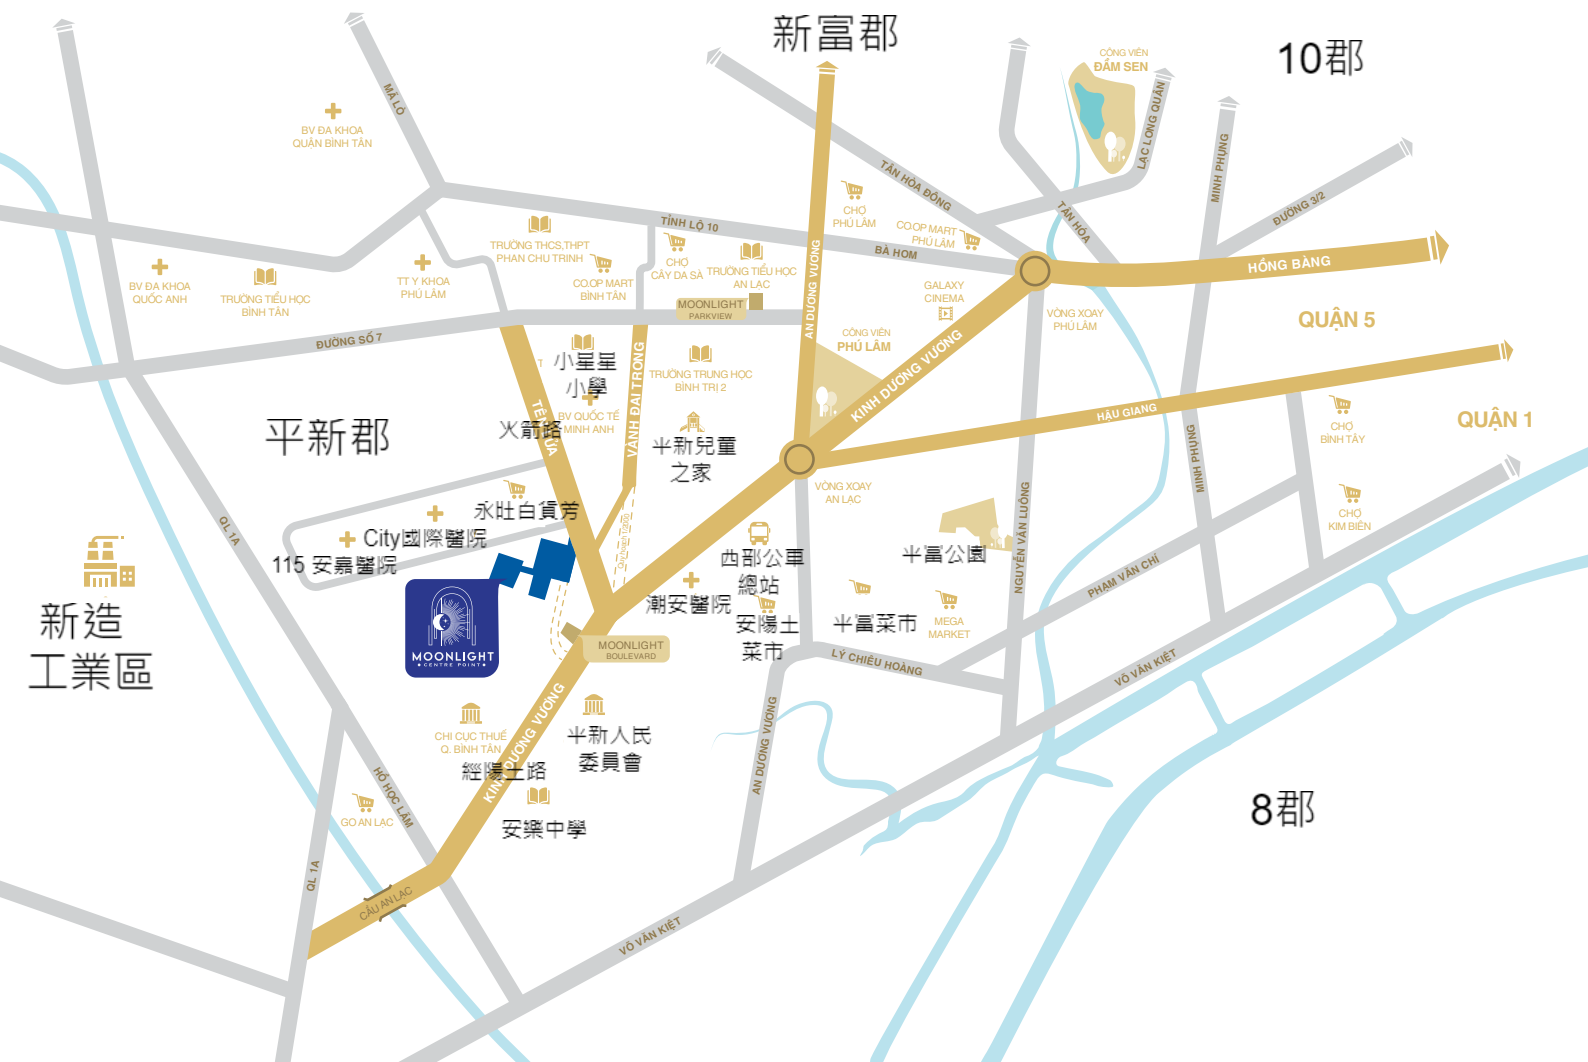 新富郡
10郡
CÔNG VIÊN
ĐẦM SEN
MÃ LÒ
LẠC LONG QUÂN
BV ĐA KHOA
QUẬN BÌNH TÂN
MINH PHỤNG
TÂN HÒA ĐÔNG
ĐƯỜNG 3/2
CHỢ
PHÚ LÂM
TÂN HÒA
TỈNH LỘ 10
CO.OP MART
PHÚ LÂM
TRƯỜNG THCS,THPT
PHAN CHU TRINH
BÀ HOM
HỒNG BÀNG
CHỢ
CÂY DA SÀ
TRƯỜNG TIỂU HỌC
AN LẠC
TT Y KHOA
PHÚ LÂM
CO.OP MART
BÌNH TÂN
BV ĐA KHOA
QUỐC ANH
TRƯỜNG TIỂU HỌC
BÌNH TÂN
GALAXY
CINEMA
AN DƯƠNG VƯƠNG
MOONLIGHT
PARKVIEW
VÒNG XOAY
PHÚ LÂM
QUẬN 5
ĐƯỜNG SỐ 7
CÔNG VIÊN
PHÚ LÂM
小星星
小學
TRƯỜNG TRUNG HỌC
BÌNH TRỊ 2
VÀNH ĐAI TRONG
KINH DƯƠNG VƯƠNG
HẬU GIANG
BV QUỐC TẾ
MINH ANH
火箭路
平新郡
平新兒童
之家
CHỢ
BÌNH TÂY
QUẬN 1
MINH PHỤNG
VÒNG XOAY
AN LẠC
永旺白貨芳
City國際醫院
115 安嘉醫院
QL 1A
CHỢ
KIM BIÊN
NGUYỄN VĂN LUÔNG
西部公車
總站
平富公園
PHẠM VĂN CHÍ
新造
工業區
潮安醫院
安陽土
菜市
平富菜市
MEGA
MARKET
MOONLIGHT
CENTRE POINT
MOONLIGHT
BOULEVARD
LÝ CHIÊU HOÀNG
VÕ VĂN KIỆT
AN DƯƠNG VƯƠNG
CHI CỤC THUẾ
Q. BÌNH TÂN
平新人民
委員會
KINH DƯƠNG VƯƠNG
經陽土路
HỒ HỌC LÃM
GO AN LẠC
安樂中學
8郡
QL 1A
CẦU AN LẠC
VÕ VĂN KIỆT